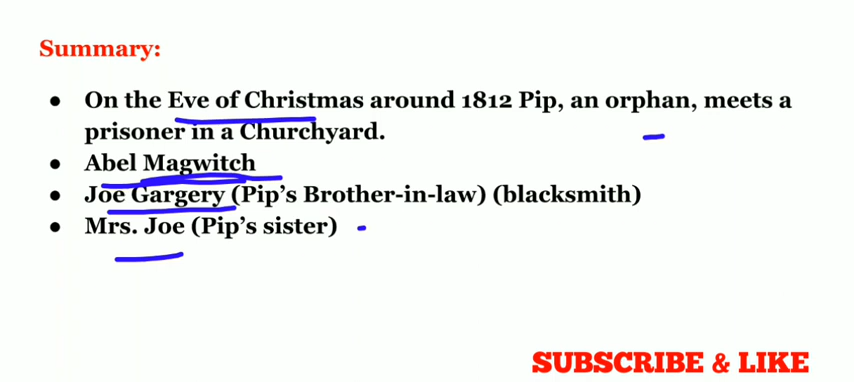 Summary:
● On the Eve of Christmas around 1812 Pip, an orphan, meets a
prisoner in a Churchyard.
● Abel Magwitch
● Joe Gargery (Pip's Brother-in-law) (blacksmith)
● Mrs. Joe (Pip's sister)
SUBSCRIBE & LIKE